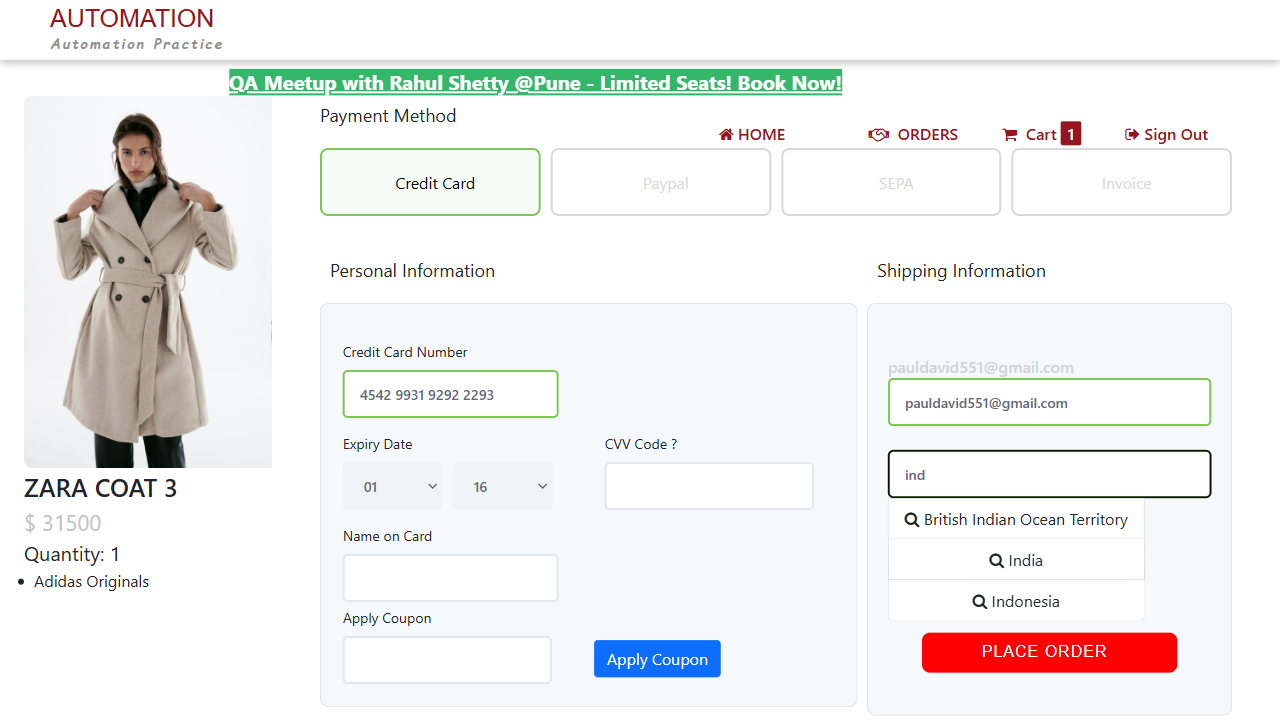 AUTOMATION
Automation Practice
QA Meetup with Rahul Shetty @Pune - Limited Seats! Book Now!
HOME
ORDERS
Cart 1
Sign Out
ZARA COAT 3
$ 31500
Quantity: 1
Adidas Originals
Payment Method
Credit Card
Paypal
SEPA
Invoice
Personal Information
Credit Card Number
4542 9931 9292 2293
Expiry Date
01
16
CVV Code ?
Name on Card
Apply Coupon
Apply Coupon
Shipping Information
pauldavid551@gmail.com
pauldavid551@gmail.com
ind
British Indian Ocean Territory
India
Indonesia
PLACE ORDER